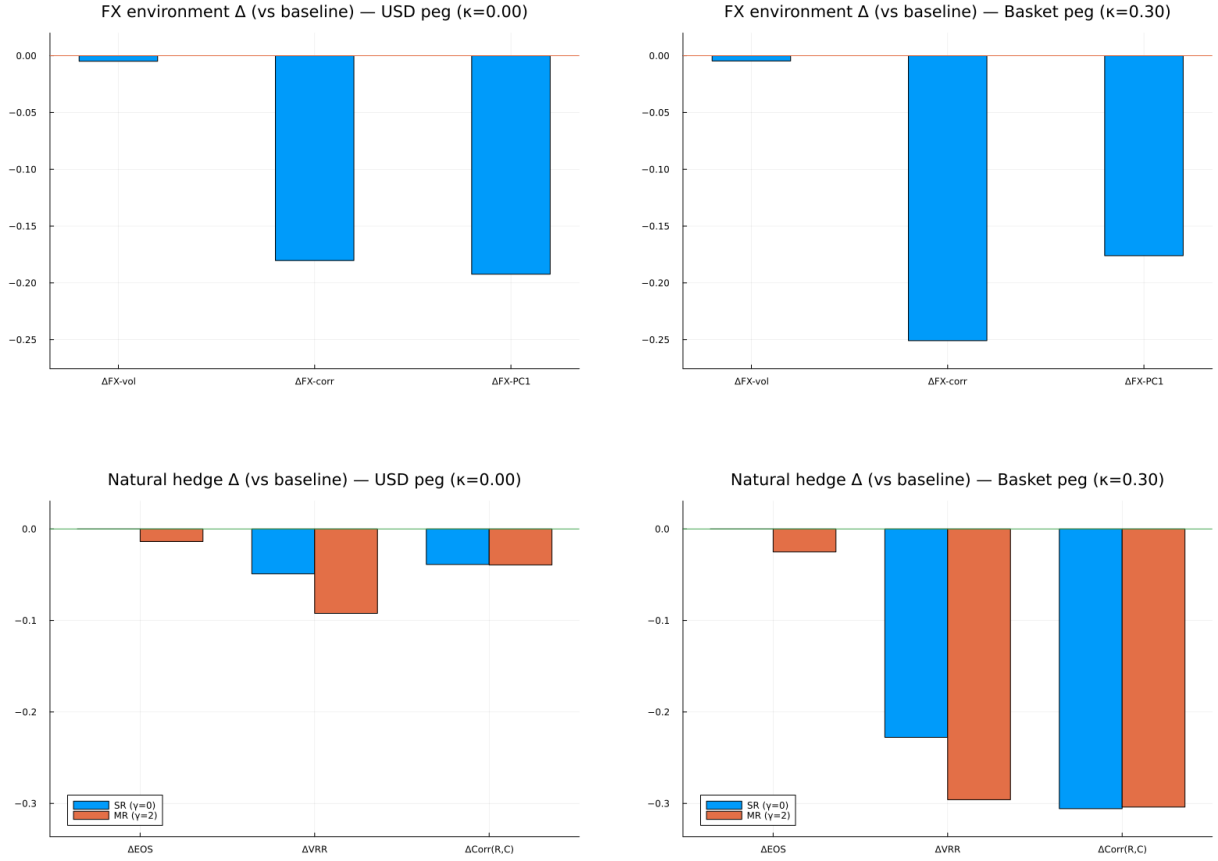 FX environment Δ (vs baseline) — USD peg (κ=0.00)
0.00
−0.05
−0.10
−0.15
−0.20
−0.25
ΔFX-vol ΔFX-corr ΔFX-PC1
FX environment Δ (vs baseline) — Basket peg (κ=0.30)
0.00
−0.05
−0.10
−0.15
−0.20
−0.25
ΔFX-vol ΔFX-corr ΔFX-PC1
Natural hedge Δ (vs baseline) — USD peg (κ=0.00)
0.0
−0.1
−0.2
−0.3
SR (γ=0)
MR (γ=2)
ΔEOS ΔVRR ΔCorr(R,C)
Natural hedge Δ (vs baseline) — Basket peg (κ=0.30)
0.0
−0.1
−0.2
−0.3
SR (γ=0)
MR (γ=2)
ΔEOS ΔVRR ΔCorr(R,C)